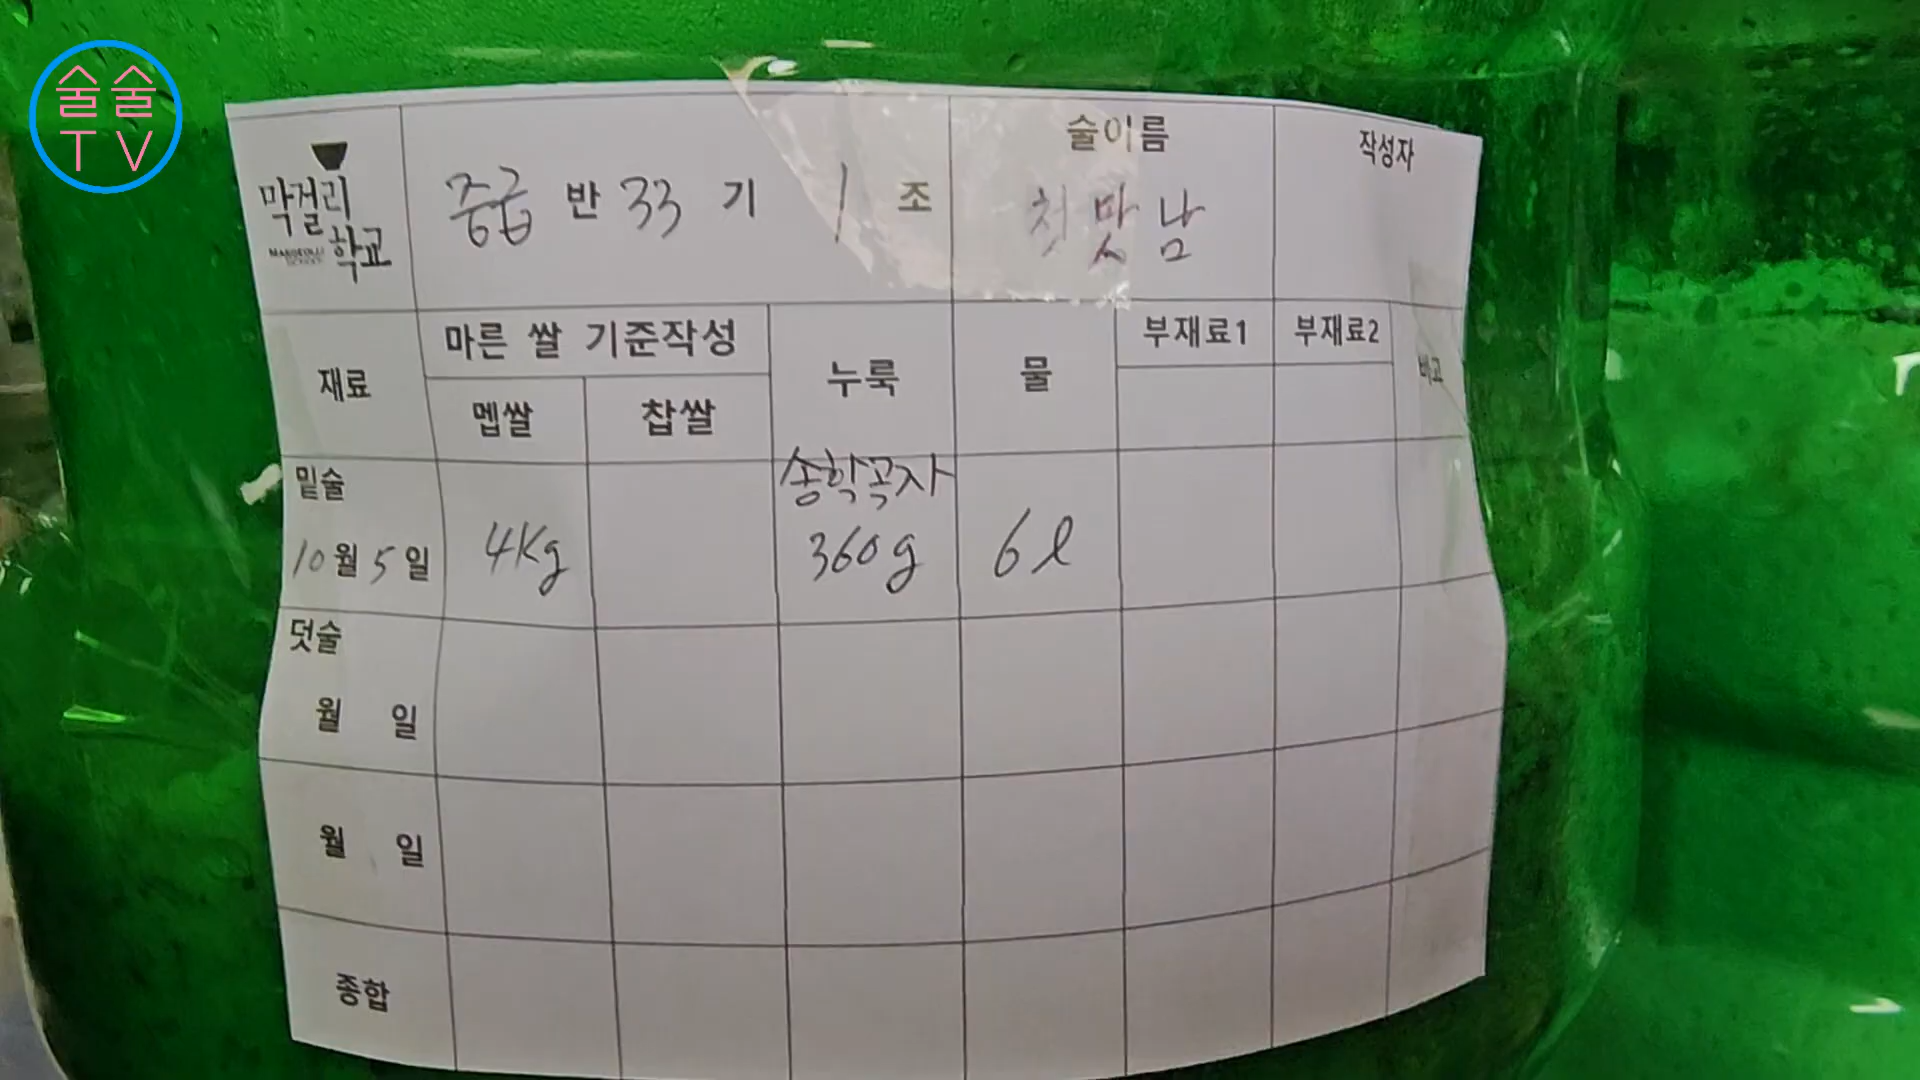 술술
TV
막걸리
학교
중급 반 33 기 1 조
술이름
첫맛남
작성자
재료
마른 쌀 기준작성
멥쌀
찹쌀
누룩
물
부재료1
부재료2
비고
밑술
10월 5일
4Kg
송학곡자
360g
6l
덧술
월 일
월 일
종합